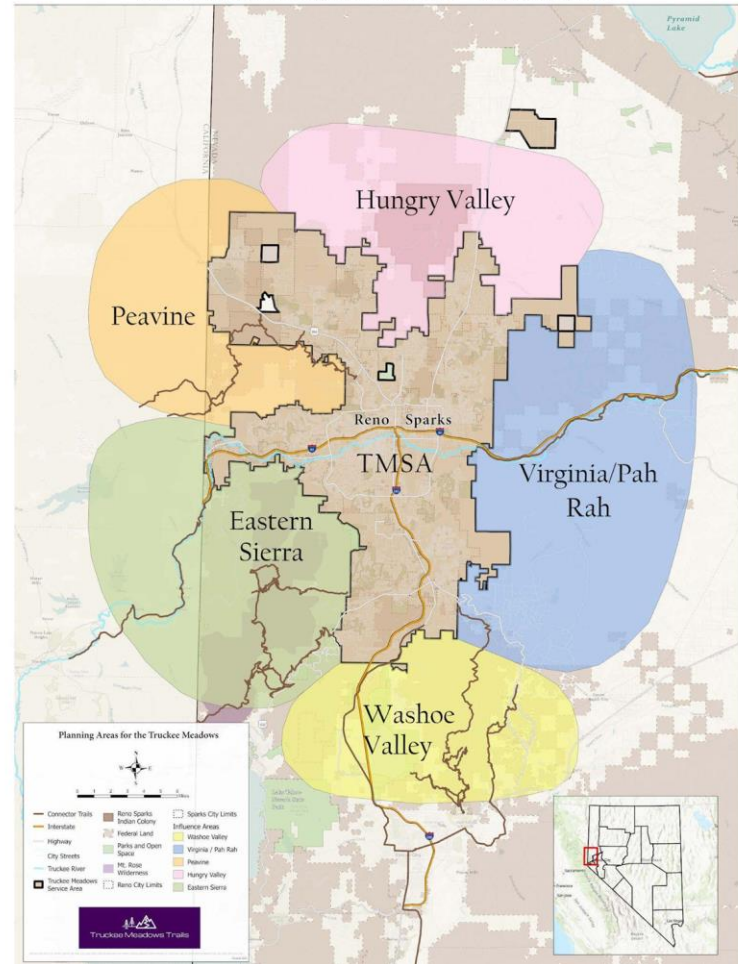 Pyramid
Lake
NEVADA
CALIFORNIA
Hungry Valley
Peavine
Reno Sparks
TMSA
Virginia/Pah
Rah
Eastern
Sierra
Washoe
Valley
Planning Areas for the Truckee Meadows
Connector Trails
Interstate
Highway
City Streets
Truckee River
Truckee Meadows
Service Area
Reno Sparks
Indian Colony
Federal Land
Parks and Open
Space
Mt. Rose
Wilderness
Reno City Limits
Sparks City Limits
Influence Areas
Washoe Valley
Virginia / Pah Rah
Peavine
Hungry Valley
Eastern Sierra
Truckee Meadows Trails
Sacramento